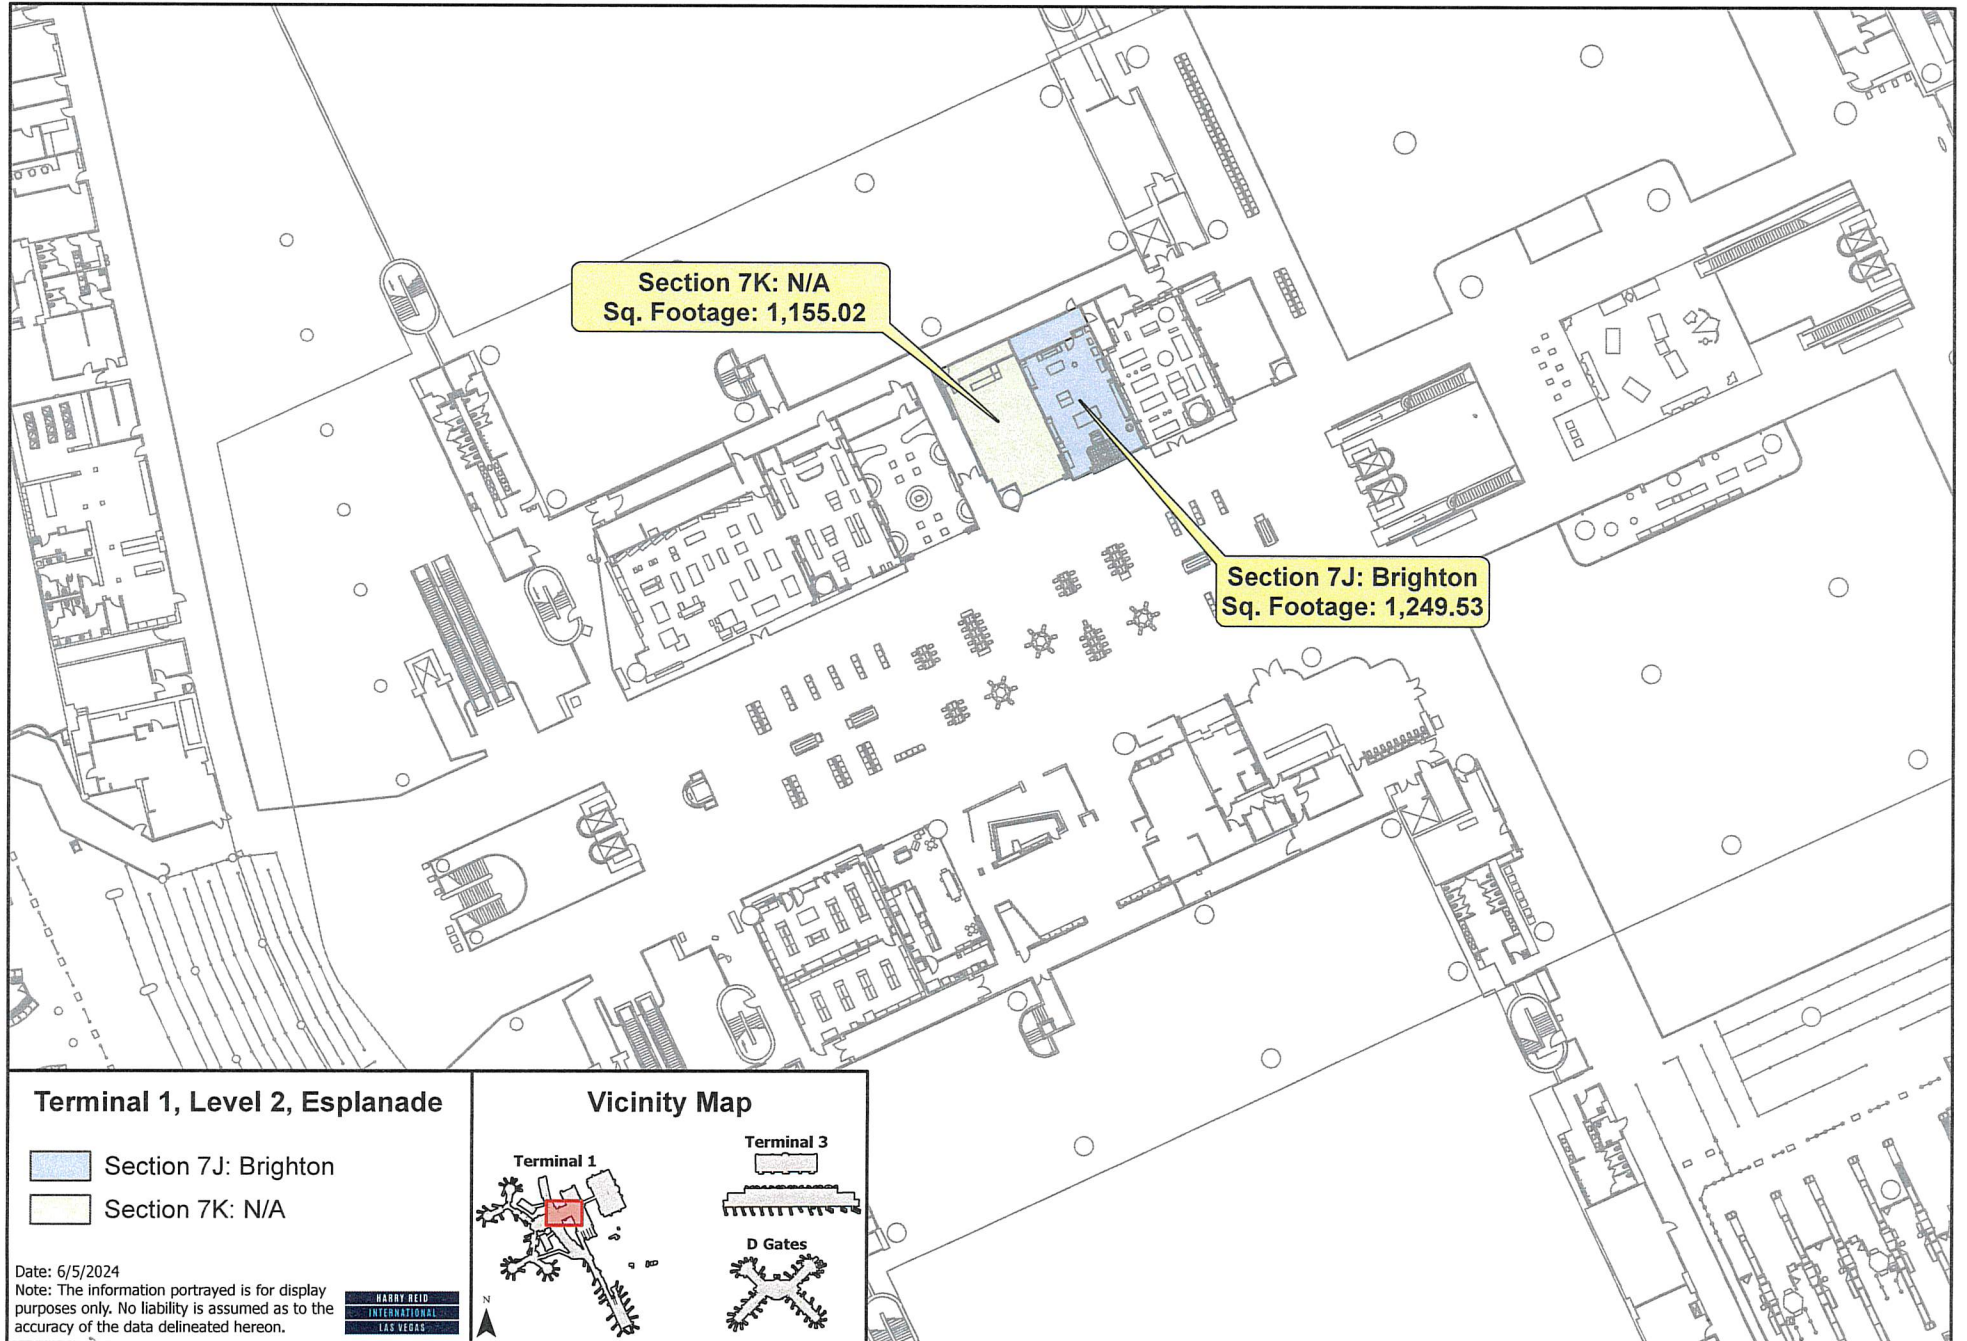 Section 7K: N/A
Sq. Footage: 1,155.02
Section 7J: Brighton
Sq. Footage: 1,249.53
Terminal 1, Level 2, Esplanade
Section 7J: Brighton
Section 7K: N/A
Date: 6/5/2024
Note: The information portrayed is for display
purposes only. No liability is assumed as to the
accuracy of the data delineated hereon.
HARRY REID
INTERNATIONAL
LAS VEGAS
Vicinity Map
Terminal 1
Terminal 3
D Gates
N